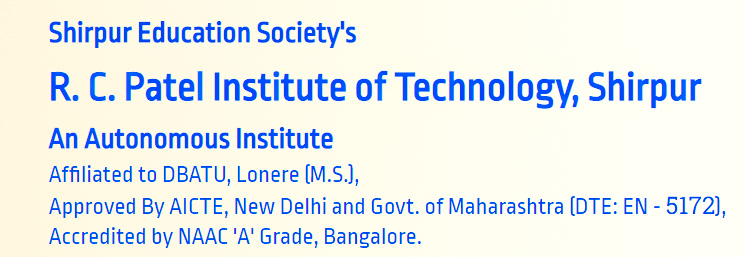 Shirpur Education Society's
R. C. Patel Institute of Technology, Shirpur
An Autonomous Institute
Affiliated to DBATU, Lonere (M.S.),
Approved By AICTE, New Delhi and Govt. of Maharashtra (DTE: EN - 5172),
Accredited by NAAC 'A' Grade, Bangalore.